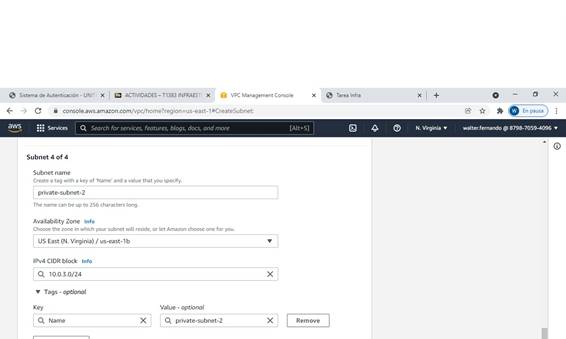 Sistema de Autenticación - UNIT
ACTIVIDADES – T1383 INFRAEST
VPC Management Console
Tarea Infra
console.aws.amazon.com/vpc/home?region=us-east-1#CreateSubnet:
W En pausa
aws Services Search for services, features, blogs, docs, and more [Alt+S] N. Virginia walter.fernando @ 8798-7059-4096
Subnet 4 of 4
Subnet name
Create a tag with a key of 'Name' and a value that you specify.
private-subnet-2
The name can be up to 256 characters long.
Availability Zone Info
Choose the zone in which your subnet will reside, or let Amazon choose one for you.
US East (N. Virginia) / us-east-1b
IPv4 CIDR block Info
10.0.3.0/24
Tags - optional
Key Value - optional
Name private-subnet-2 Remove